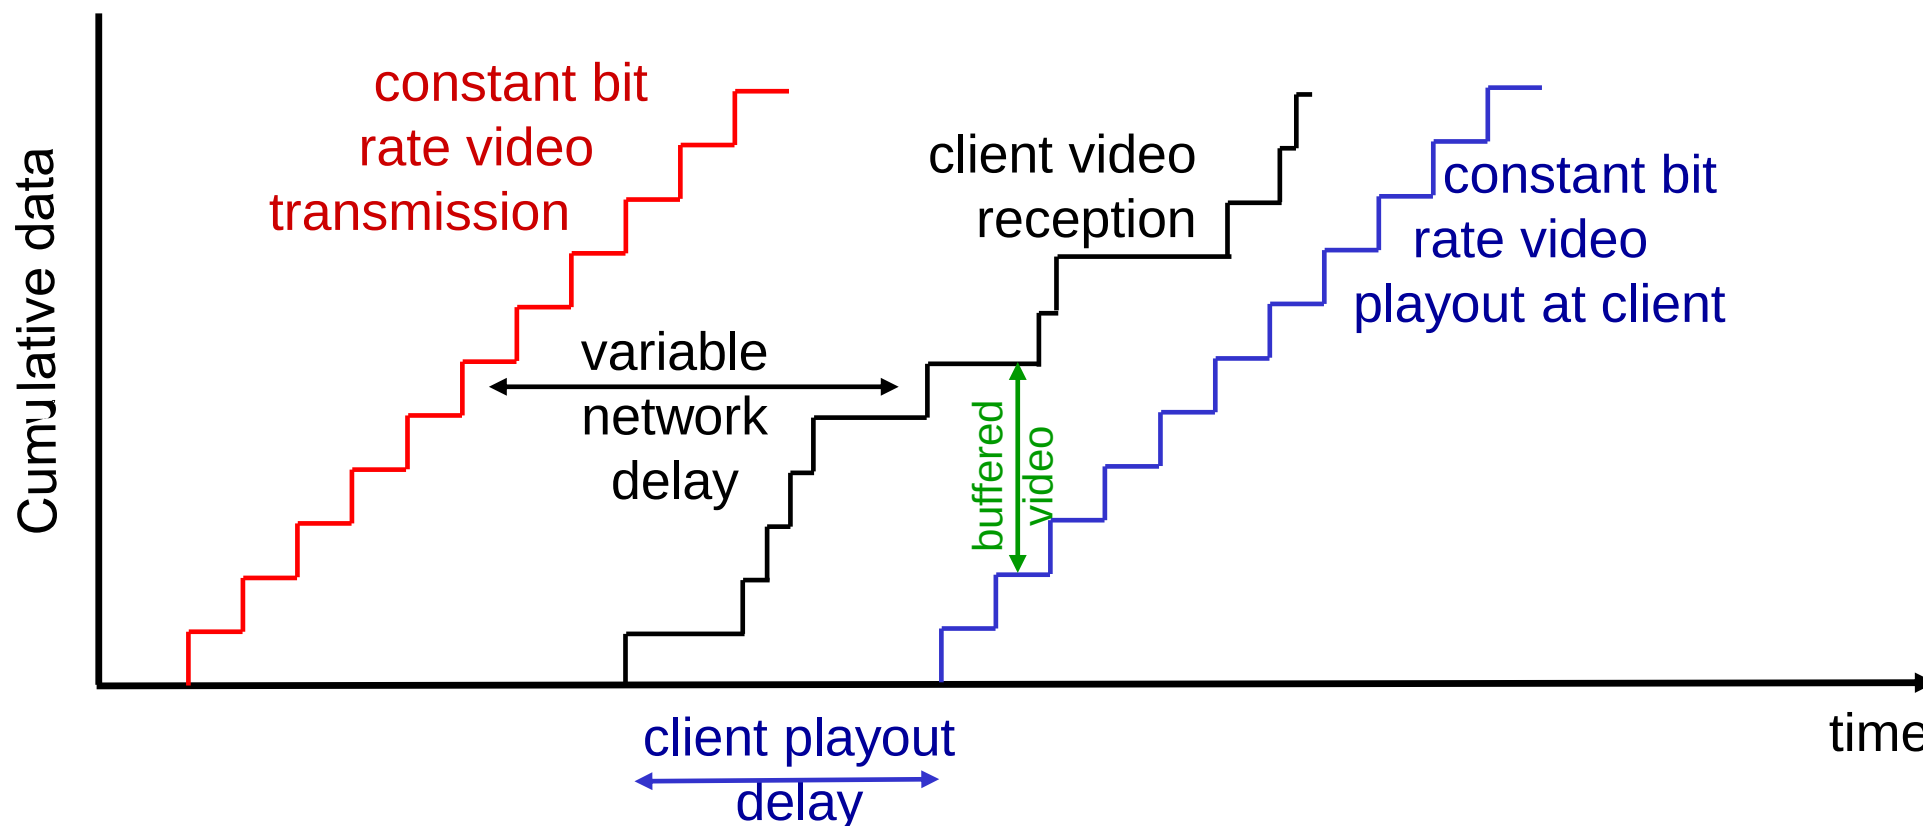 constant bit
rate video
transmission
client video
reception
constant bit
rate video
playout at client
variable
network
delay
buffered
video
Cumulative data
client playout
delay
time